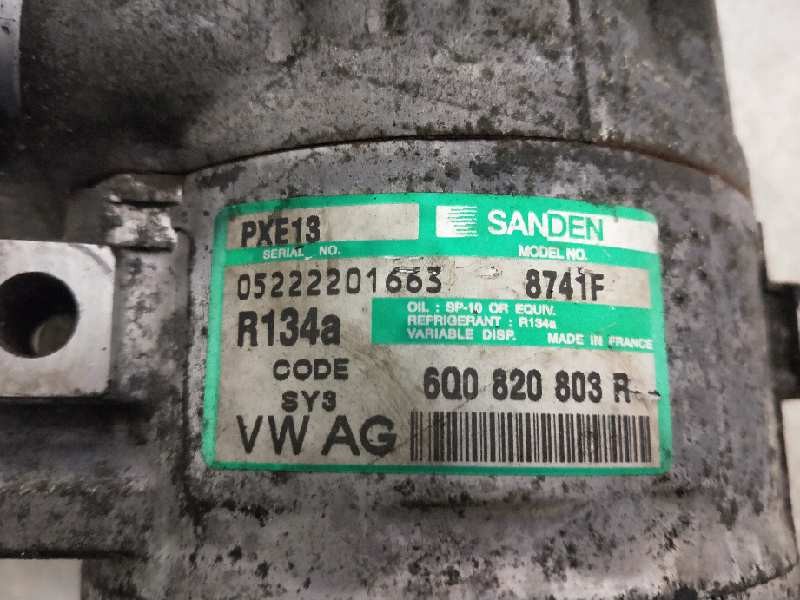 PXE13 SANDEN
SERIAL NO. MODEL NO.
05222201663 8741F
R134a OIL : SP-10 OR EQUIV.
REFRIGERANT : R134a
VARIABLE DISP. MADE IN FRANCE
CODE 6Q0 820 803 R
SY3
VW AG